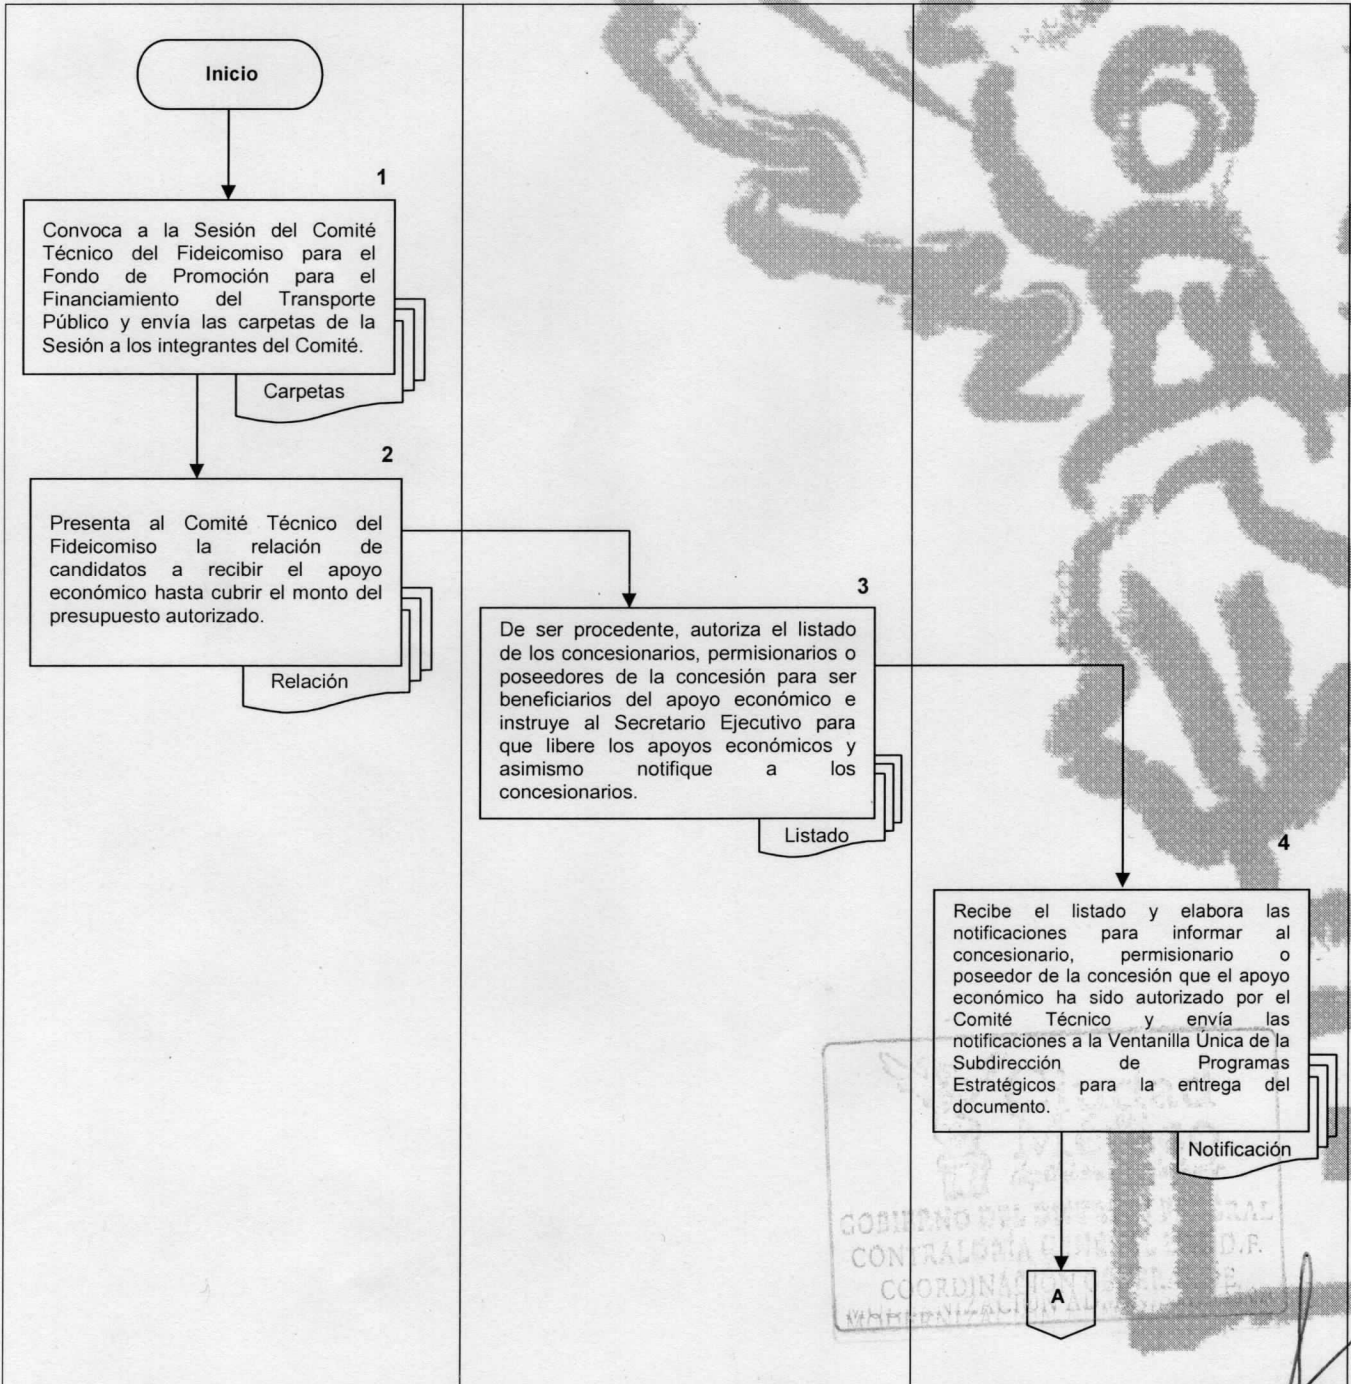 Inicio
1
Convoca a la Sesión del Comité
Técnico del Fideicomiso para el
Fondo de Promoción para el
Financiamiento del Transporte
Público y envía las carpetas de la
Sesión a los integrantes del Comité.
Carpetas
2
Presenta al Comité Técnico del
Fideicomiso la relación de
candidatos a recibir el apoyo
económico hasta cubrir el monto del
presupuesto autorizado.
Relación
3
De ser procedente, autoriza el listado
de los concesionarios, permisionarios o
poseedores de la concesión para ser
beneficiarios del apoyo económico e
instruye al Secretario Ejecutivo para
que libere los apoyos económicos y
asimismo notifique a los
concesionarios.
Listado
4
Recibe el listado y elabora las
notificaciones para informar al
concesionario, permisionario o
poseedor de la concesión que el apoyo
económico ha sido autorizado por el
Comité Técnico y envía las
notificaciones a la Ventanilla Única de la
Subdirección de Programas
Estratégicos para la entrega del
documento.
Notificación
GOBIERNO DEL
CONTRALORÍA D.F.
A